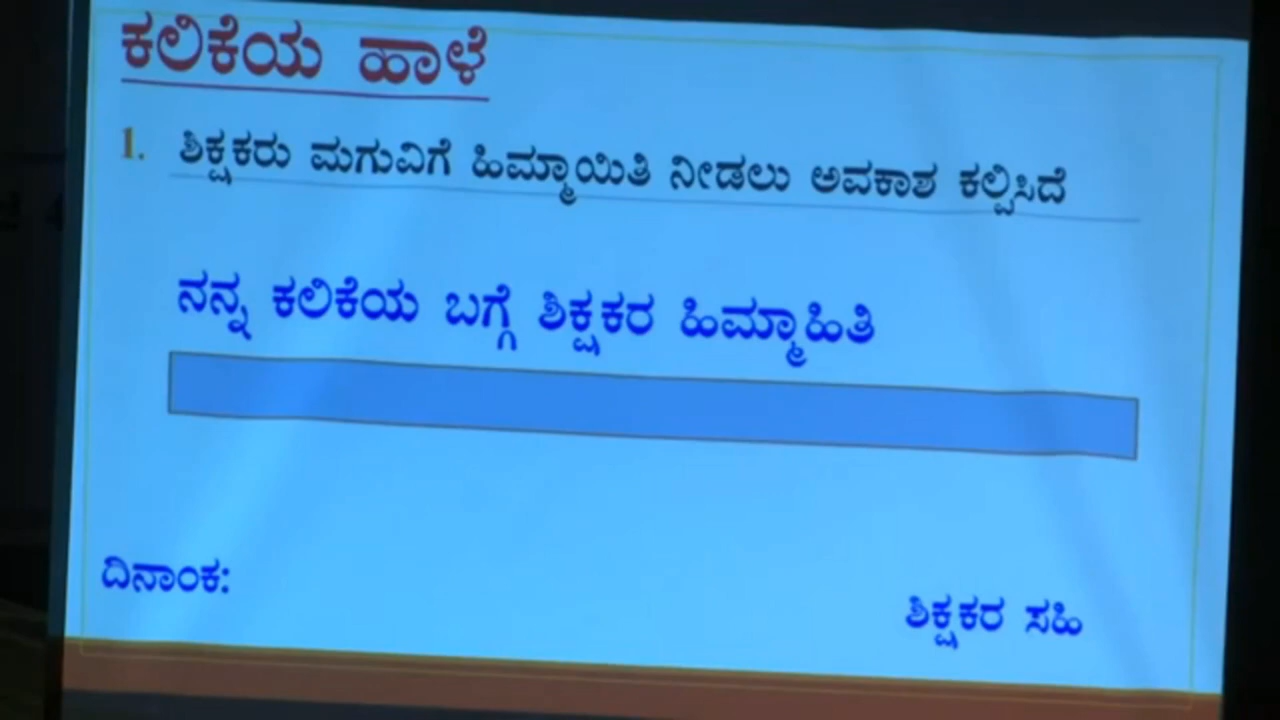 ಕಲಿಕೆಯ ಹಾಳೆ
1. ಶಿಕ್ಷಕರು ಮಗುವಿಗೆ ಹಿಮ್ಮಾಯಿತಿ ನೀಡಲು ಅವಕಾಶ ಕಲ್ಪಿಸಿದೆ
ನನ್ನ ಕಲಿಕೆಯ ಬಗ್ಗೆ ಶಿಕ್ಷಕರ ಹಿಮ್ಮಾಹಿತಿ
ದಿನಾಂಕ:
ಶಿಕ್ಷಕರ ಸಹಿ